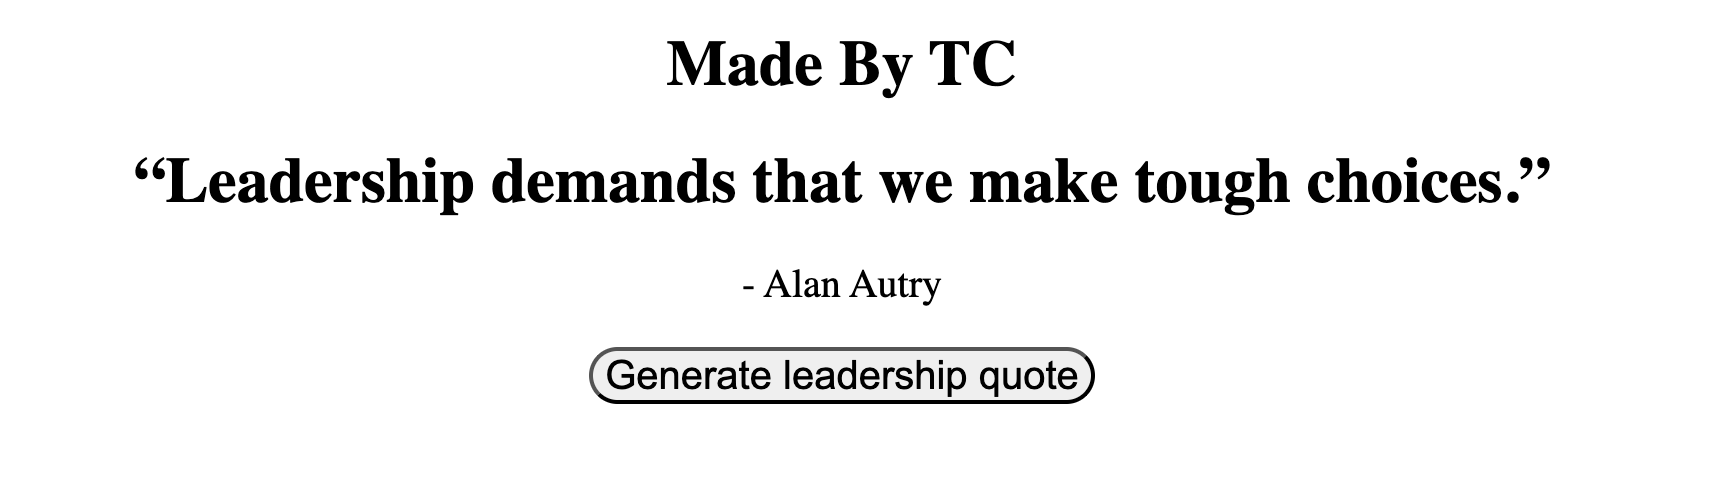 Made By TC
“Leadership demands that we make tough choices.”
- Alan Autry
Generate leadership quote